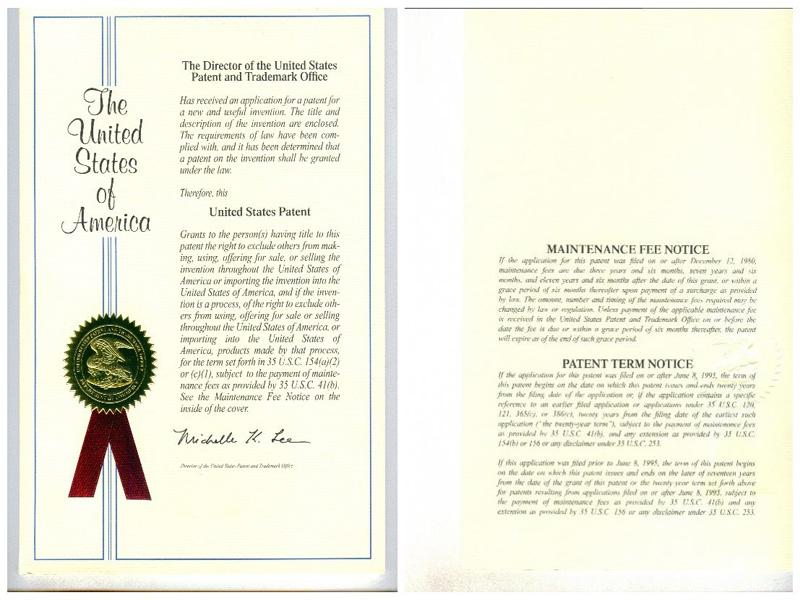 The
United
States
of
America
The Director of the United States
Patent and Trademark Office
Has received an application for a patent for
a new and useful invention. The title and
description of the invention are enclosed.
The requirements of law have been com-
plied with, and it has been determined that
a patent on the invention shall be granted
under the law.
Therefore, this
United States Patent
Grants to the person(s) having title to this
patent the right to exclude others from mak-
ing, using, offering for sale, or selling the
invention throughout the United States of
America or importing the invention into the
United States of America, and if the inven-
tion is a process, of the right to exclude oth-
ers from using, offering for sale or selling
throughout the United States of America, or
importing into the United States of
America, products made by that process,
for the term set forth in 35 U.S.C. 154(a)(2)
or (c)(1), subject to the payment of mainte-
nance fees as provided by 35 U.S.C. 41(b).
See the Maintenance Fee Notice on the
inside of the cover.
Michelle K. Lee
Director of the United States Patent and Trademark Office
MAINTENANCE FEE NOTICE
If the application for this patent was filed on or after December 12, 1980,
maintenance fees are due three years and six months, seven years and six
months, and eleven years and six months after the date of this grant, or within a
grace period of six months thereafter upon payment of a surcharge as provided
by law. The amount, number and timing of the maintenance fees required may be
changed by law or regulation. Unless payment of the applicable maintenance fee
is received in the United States Patent and Trademark Office on or before the
date the fee is due or within a grace period of six months thereafter, the patent
will expire as of the end of such grace period.
PATENT TERM NOTICE
If the application for this patent was filed on or after June 8, 1995, the term of
this patent begins on the date on which this patent issues and ends twenty years
from the filing date of the application or, if the application contains a specific
reference to an earlier filed application or applications under 35 U.S.C. 120,
121, 365(c), or 386(c), twenty years from the filing date of the earliest such
application ("the twenty-year term"), subject to the payment of maintenance fees
as provided by 35 U.S.C. 41(b), and any extension as provided by 35 U.S.C.
154(b) or 156 or any disclaimer under 35 U.S.C. 253.
If this application was filed prior to June 8, 1995, the term of this patent begins
on the date on which this patent issues and ends on the later of seventeen years
from the date of the grant of this patent or the twenty-year term set forth above
for patents resulting from applications filed on or after June 8, 1995, subject to
the payment of maintenance fees as provided by 35 U.S.C. 41(b) and any
extension as provided by 35 U.S.C. 156 or any disclaimer under 35 U.S.C. 253.